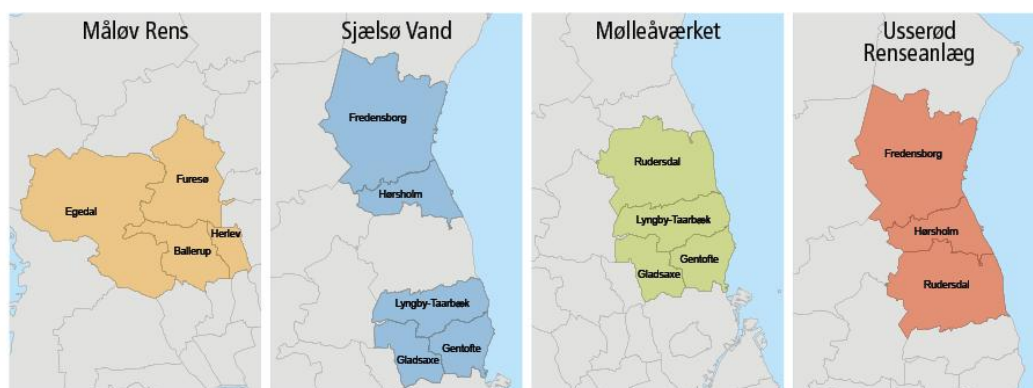 Måløv Rens
Furesø
Egedal
Herlev
Ballerup
Sjælsø Vand
Fredensborg
Hørsholm
Lyngby-Taarbæk
Gentofte
Gladsaxe
Mølleåværket
Rudersdal
Lyngby-Taarbæk
Gentofte
Gladsaxe
Usserød
Renseanlæg
Fredensborg
Hørsholm
Rudersdal